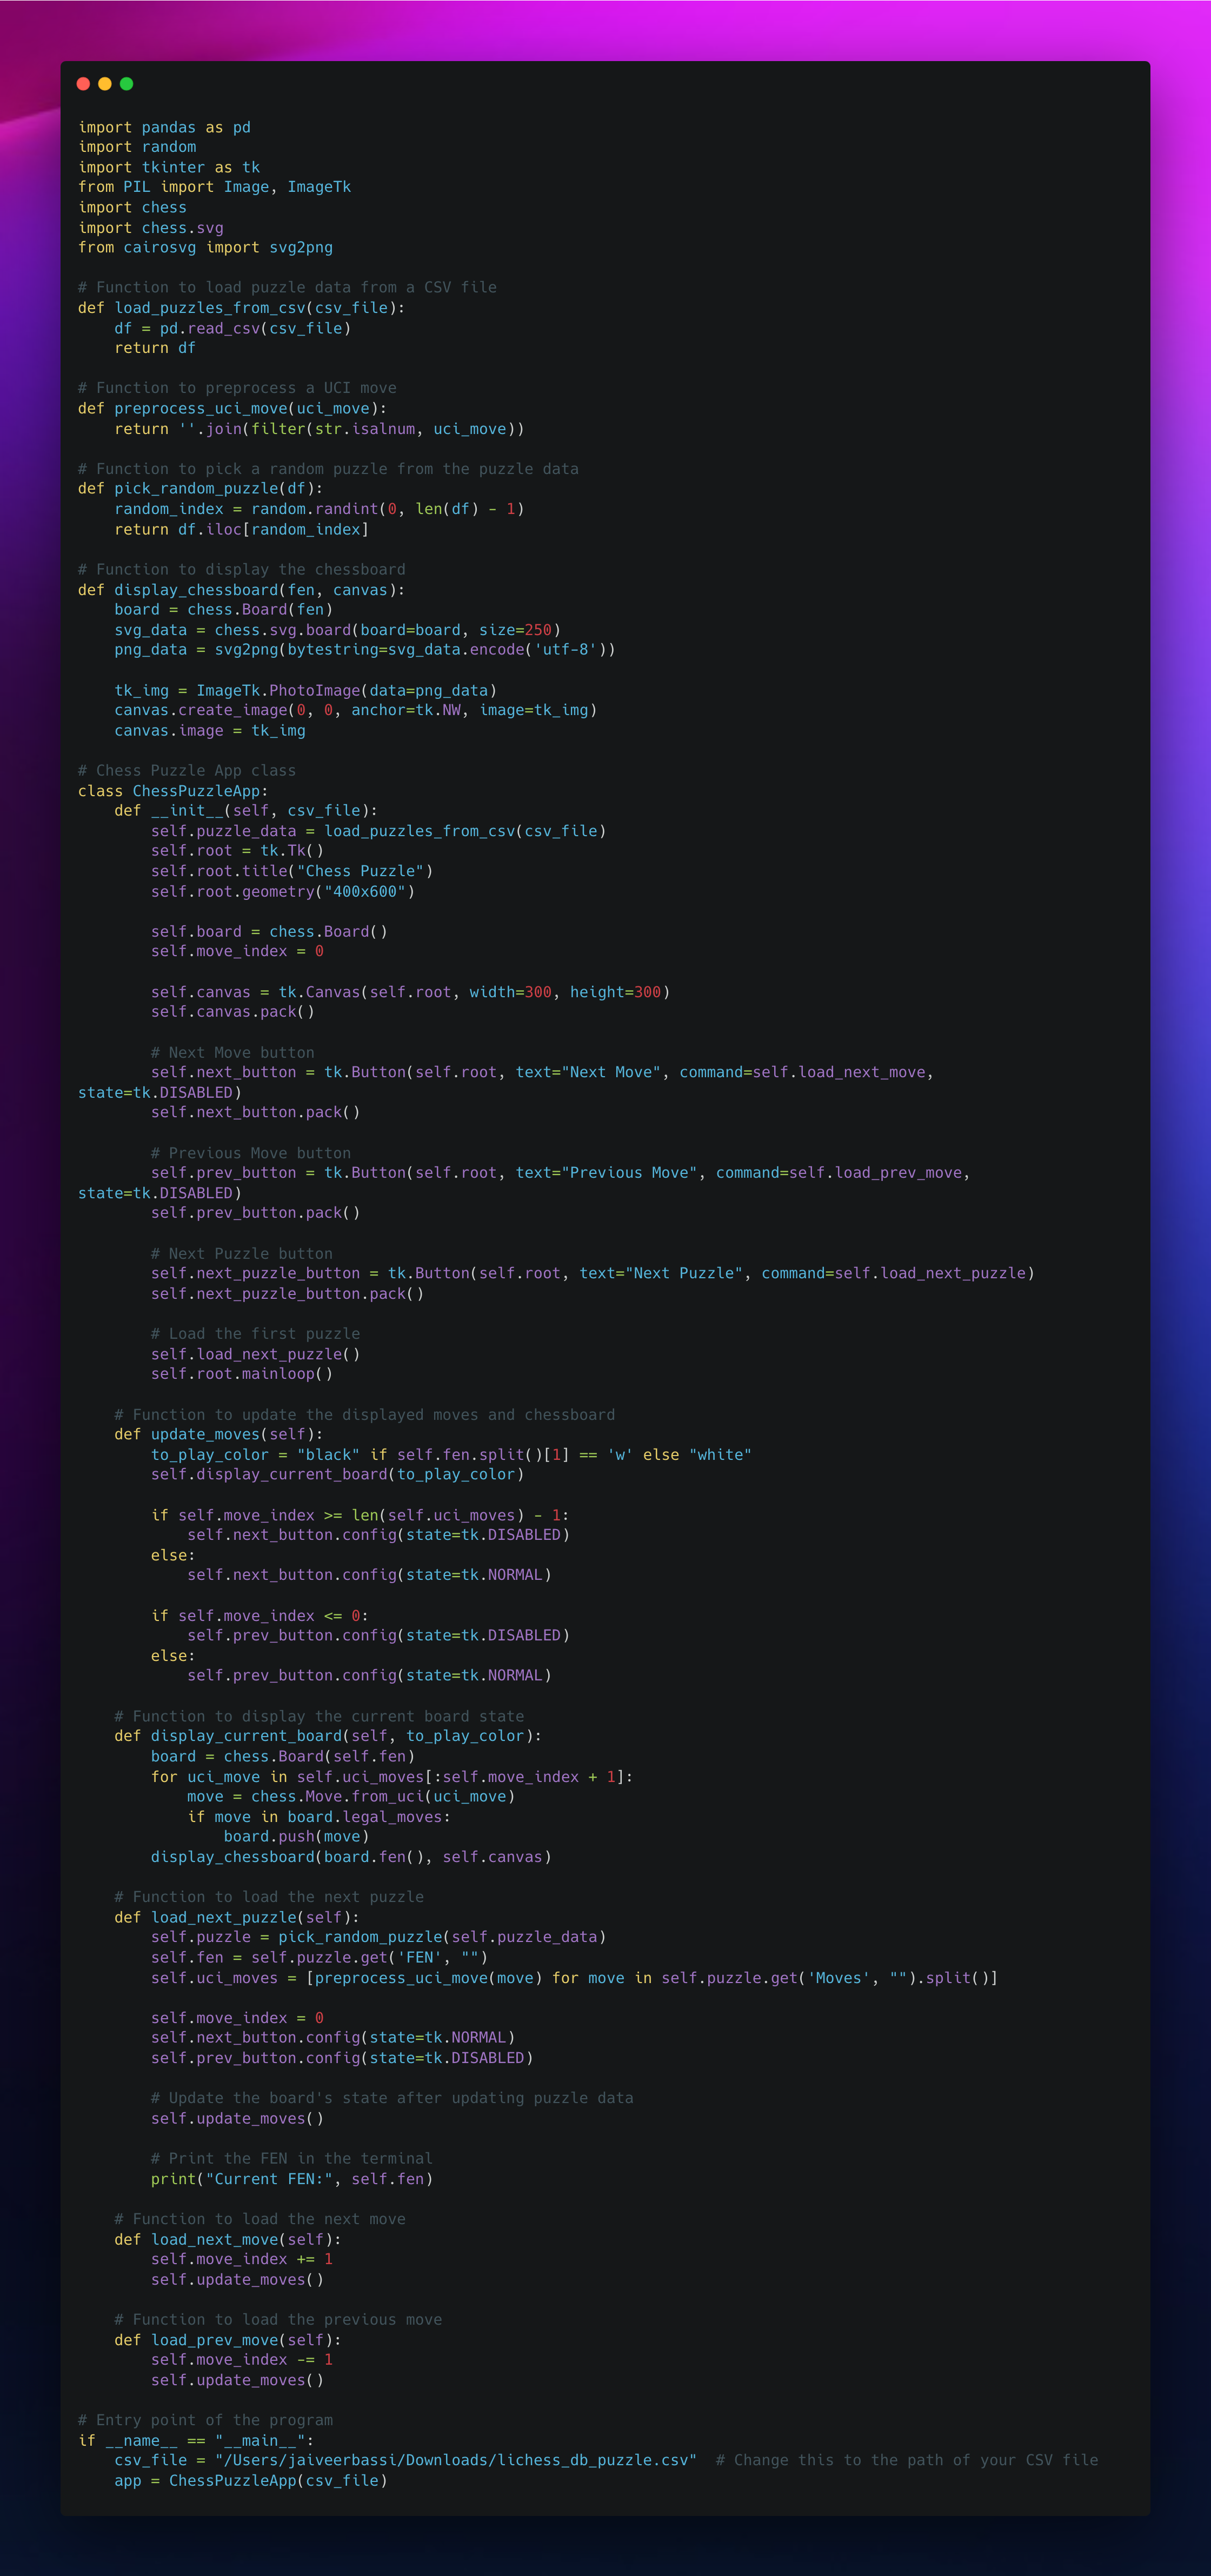 import pandas as pd
import random
import tkinter as tk
from PIL import Image, ImageTk
import chess
import chess.svg
from cairosvg import svg2png

# Function to load puzzle data from a CSV file
def load_puzzles_from_csv(csv_file):
    df = pd.read_csv(csv_file)
    return df

# Function to preprocess a UCI move
def preprocess_uci_move(uci_move):
    return ''.join(filter(str.isalnum, uci_move))

# Function to pick a random puzzle from the puzzle data
def pick_random_puzzle(df):
    random_index = random.randint(0, len(df) - 1)
    return df.iloc[random_index]

# Function to display the chessboard
def display_chessboard(fen, canvas):
    board = chess.Board(fen)
    svg_data = chess.svg.board(board=board, size=250)
    png_data = svg2png(bytestring=svg_data.encode('utf-8'))

    tk_img = ImageTk.PhotoImage(data=png_data)
    canvas.create_image(0, 0, anchor=tk.NW, image=tk_img)
    canvas.image = tk_img

# Chess Puzzle App class
class ChessPuzzleApp:
    def __init__(self, csv_file):
        self.puzzle_data = load_puzzles_from_csv(csv_file)
        self.root = tk.Tk()
        self.root.title("Chess Puzzle")
        self.root.geometry("400x600")

        self.board = chess.Board()
        self.move_index = 0

        self.canvas = tk.Canvas(self.root, width=300, height=300)
        self.canvas.pack()

        # Next Move button
        self.next_button = tk.Button(self.root, text="Next Move", command=self.load_next_move,
state=tk.DISABLED)
        self.next_button.pack()

        # Previous Move button
        self.prev_button = tk.Button(self.root, text="Previous Move", command=self.load_prev_move,
state=tk.DISABLED)
        self.prev_button.pack()

        # Next Puzzle button
        self.next_puzzle_button = tk.Button(self.root, text="Next Puzzle", command=self.load_next_puzzle)
        self.next_puzzle_button.pack()

        # Load the first puzzle
        self.load_next_puzzle()
        self.root.mainloop()

    # Function to update the displayed moves and chessboard
    def update_moves(self):
        to_play_color = "black" if self.fen.split()[1] == 'w' else "white"
        self.display_current_board(to_play_color)

        if self.move_index >= len(self.uci_moves) - 1:
            self.next_button.config(state=tk.DISABLED)
        else:
            self.next_button.config(state=tk.NORMAL)

        if self.move_index <= 0:
            self.prev_button.config(state=tk.DISABLED)
        else:
            self.prev_button.config(state=tk.NORMAL)

    # Function to display the current board state
    def display_current_board(self, to_play_color):
        board = chess.Board(self.fen)
        for uci_move in self.uci_moves[:self.move_index + 1]:
            move = chess.Move.from_uci(uci_move)
            if move in board.legal_moves:
                board.push(move)
        display_chessboard(board.fen(), self.canvas)

    # Function to load the next puzzle
    def load_next_puzzle(self):
        self.puzzle = pick_random_puzzle(self.puzzle_data)
        self.fen = self.puzzle.get('FEN', "")
        self.uci_moves = [preprocess_uci_move(move) for move in self.puzzle.get('Moves', "").split()]

        self.move_index = 0
        self.next_button.config(state=tk.NORMAL)
        self.prev_button.config(state=tk.DISABLED)

        # Update the board's state after updating puzzle data
        self.update_moves()

        # Print the FEN in the terminal
        print("Current FEN:", self.fen)

    # Function to load the next move
    def load_next_move(self):
        self.move_index += 1
        self.update_moves()

    # Function to load the previous move
    def load_prev_move(self):
        self.move_index -= 1
        self.update_moves()

# Entry point of the program
if __name__ == "__main__":
    csv_file = "/Users/jaiveerbassi/Downloads/lichess_db_puzzle.csv"  # Change this to the path of your CSV file
    app = ChessPuzzleApp(csv_file)